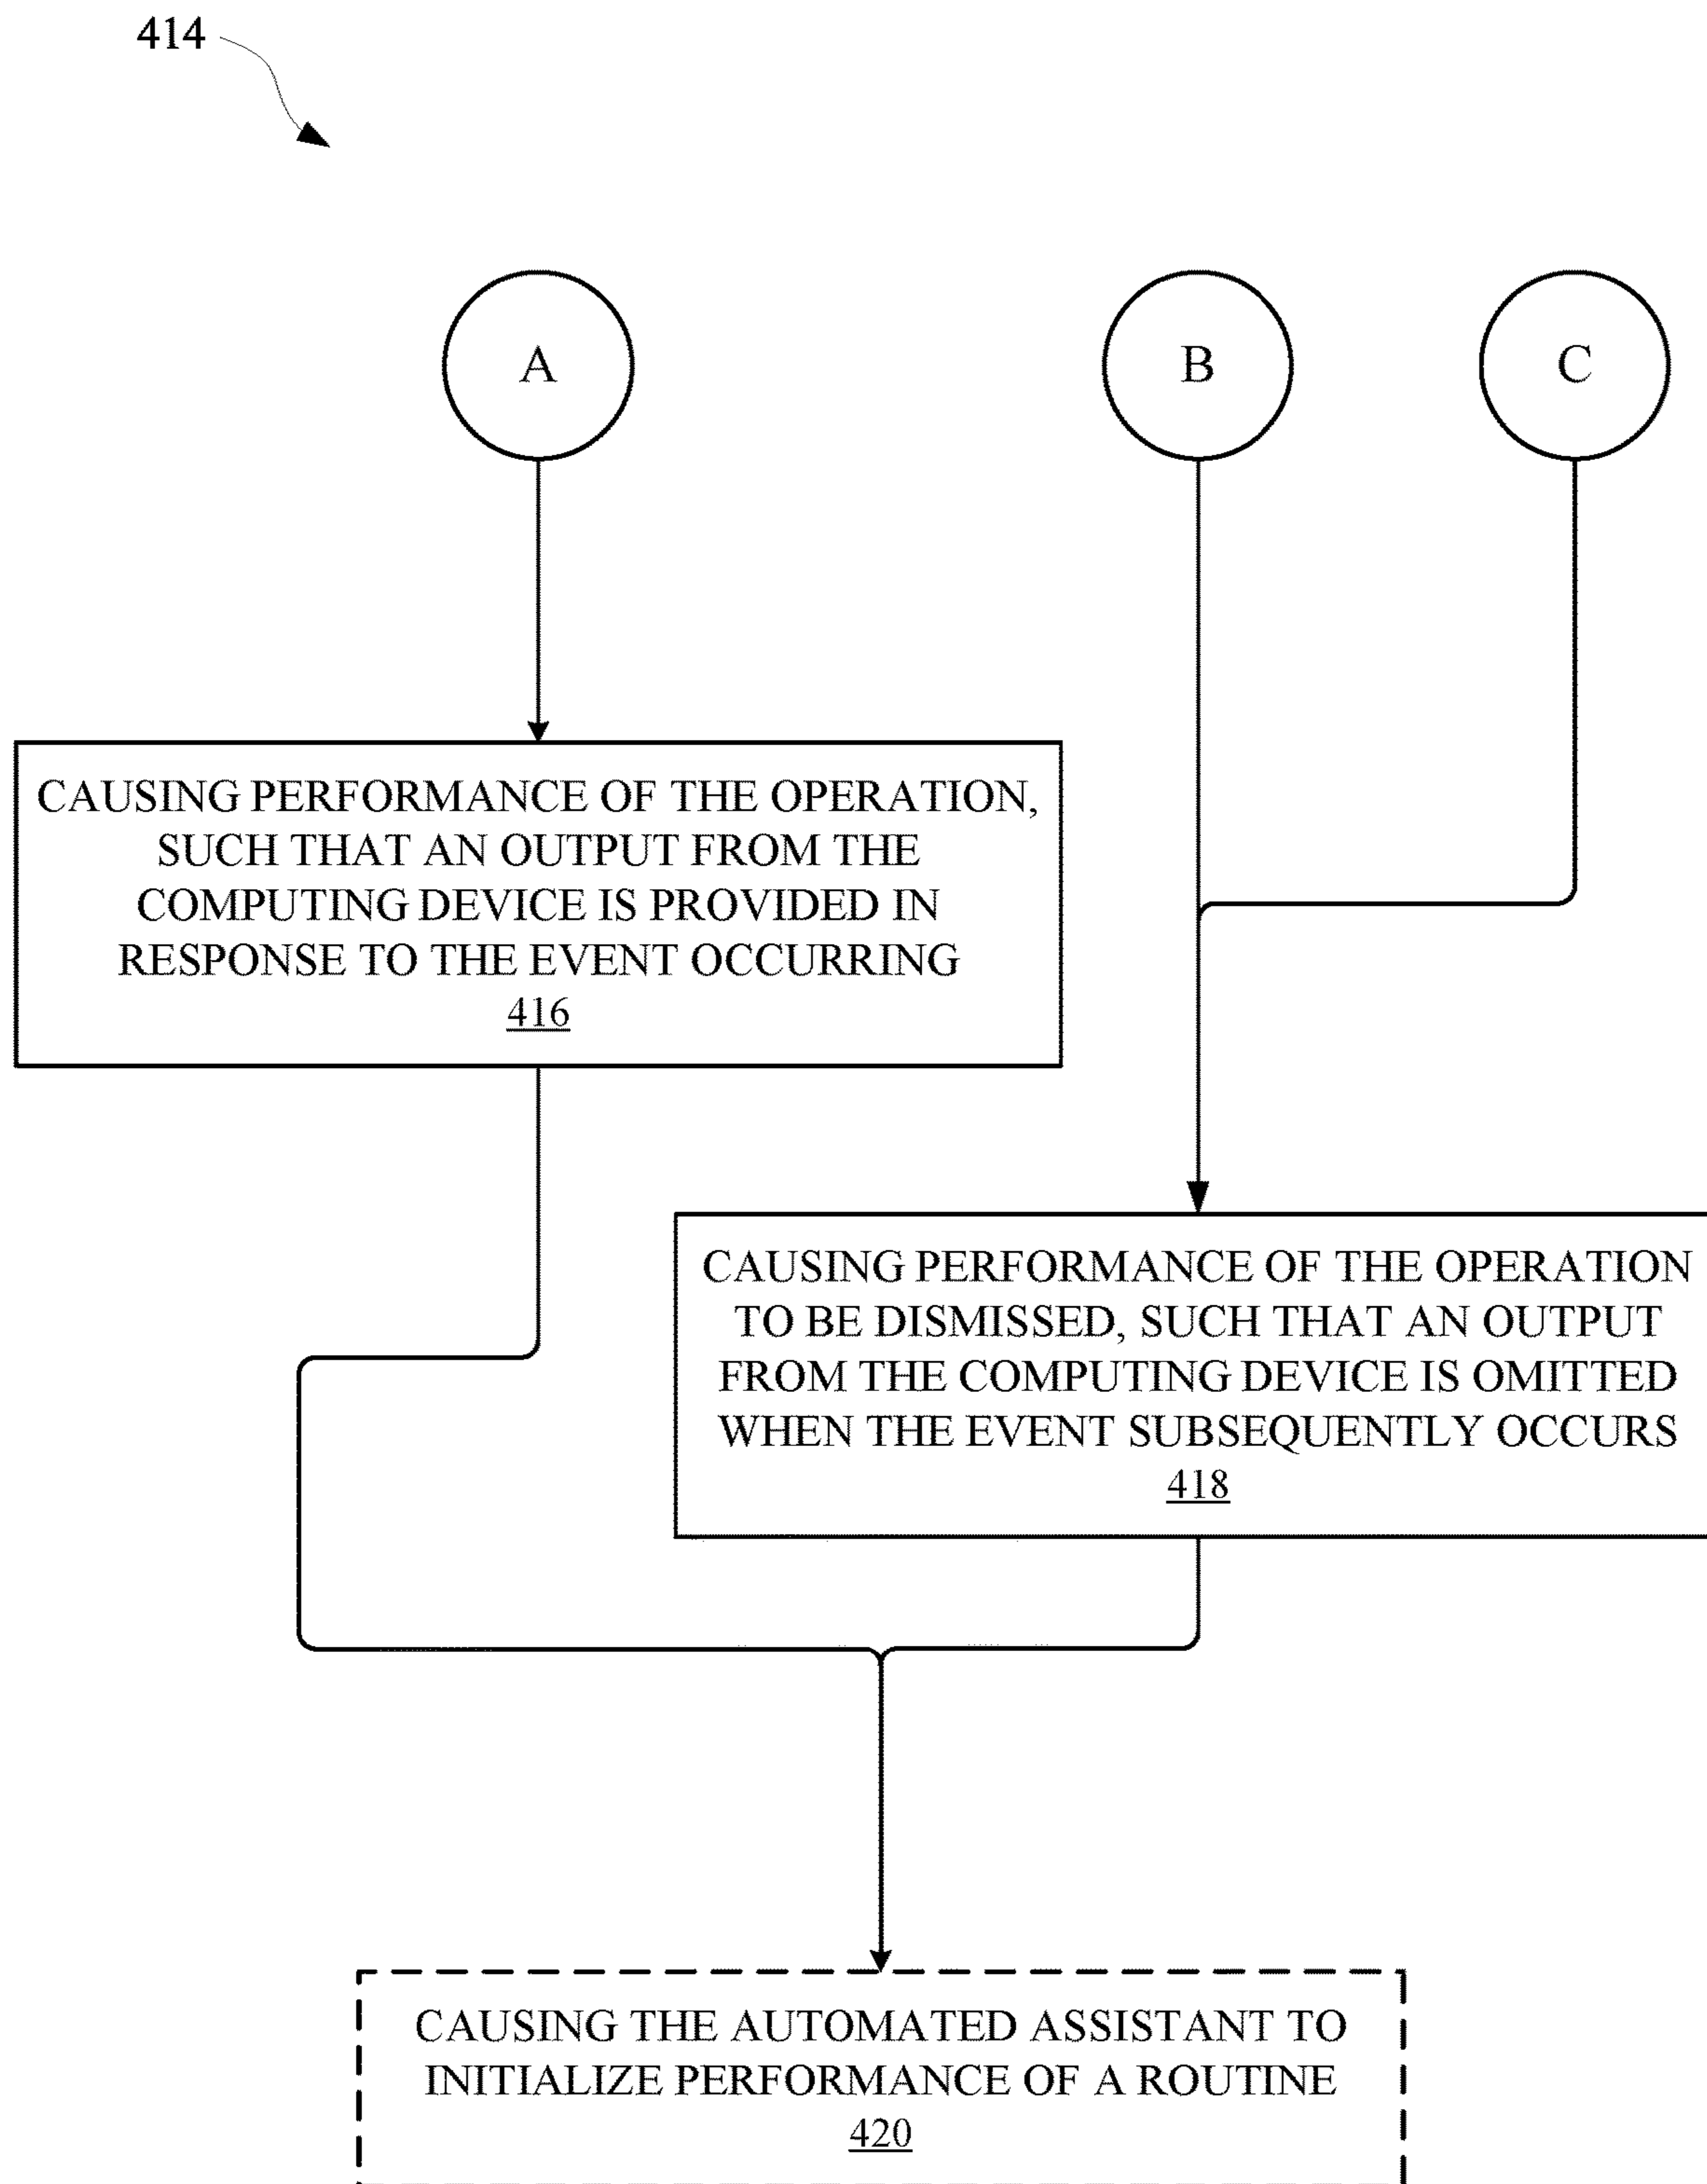 414
A
B
C
CAUSING PERFORMANCE OF THE OPERATION,
SUCH THAT AN OUTPUT FROM THE
COMPUTING DEVICE IS PROVIDED IN
RESPONSE TO THE EVENT OCCURRING
416
CAUSING PERFORMANCE OF THE OPERATION
TO BE DISMISSED, SUCH THAT AN OUTPUT
FROM THE COMPUTING DEVICE IS OMITTED
WHEN THE EVENT SUBSEQUENTLY OCCURS
418
CAUSING THE AUTOMATED ASSISTANT TO
INITIALIZE PERFORMANCE OF A ROUTINE
420